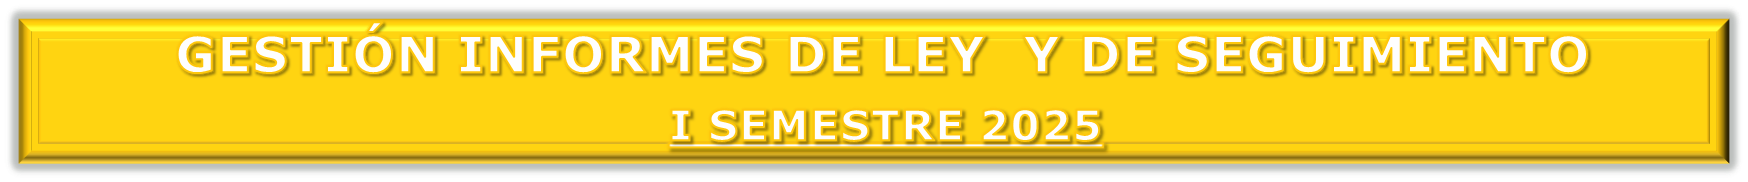 GESTIÓN INFORMES DE LEY  Y DE SEGUIMIENTO
I SEMESTRE 2025